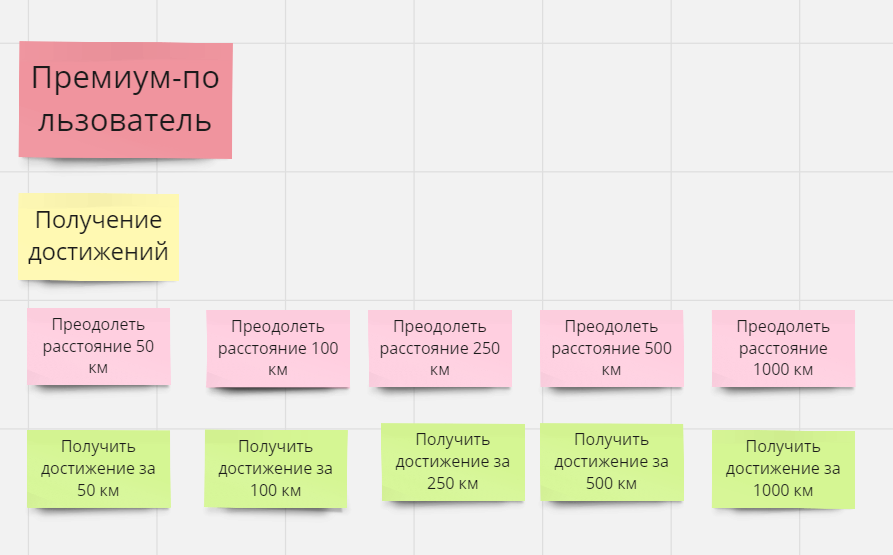 Премиум-по
льзователь
Получение
достижений
Преодолеть
расстояние 50
км
Преодолеть
расстояние 100
км
Преодолеть
расстояние 250
км
Преодолеть
расстояние 500
км
Преодолеть
расстояние
1000 км
Получить
достижение за
50 км
Получить
достижение за
100 км
Получить
достижение за
250 км
Получить
достижение за
500 км
Получить
достижение за
1000 км